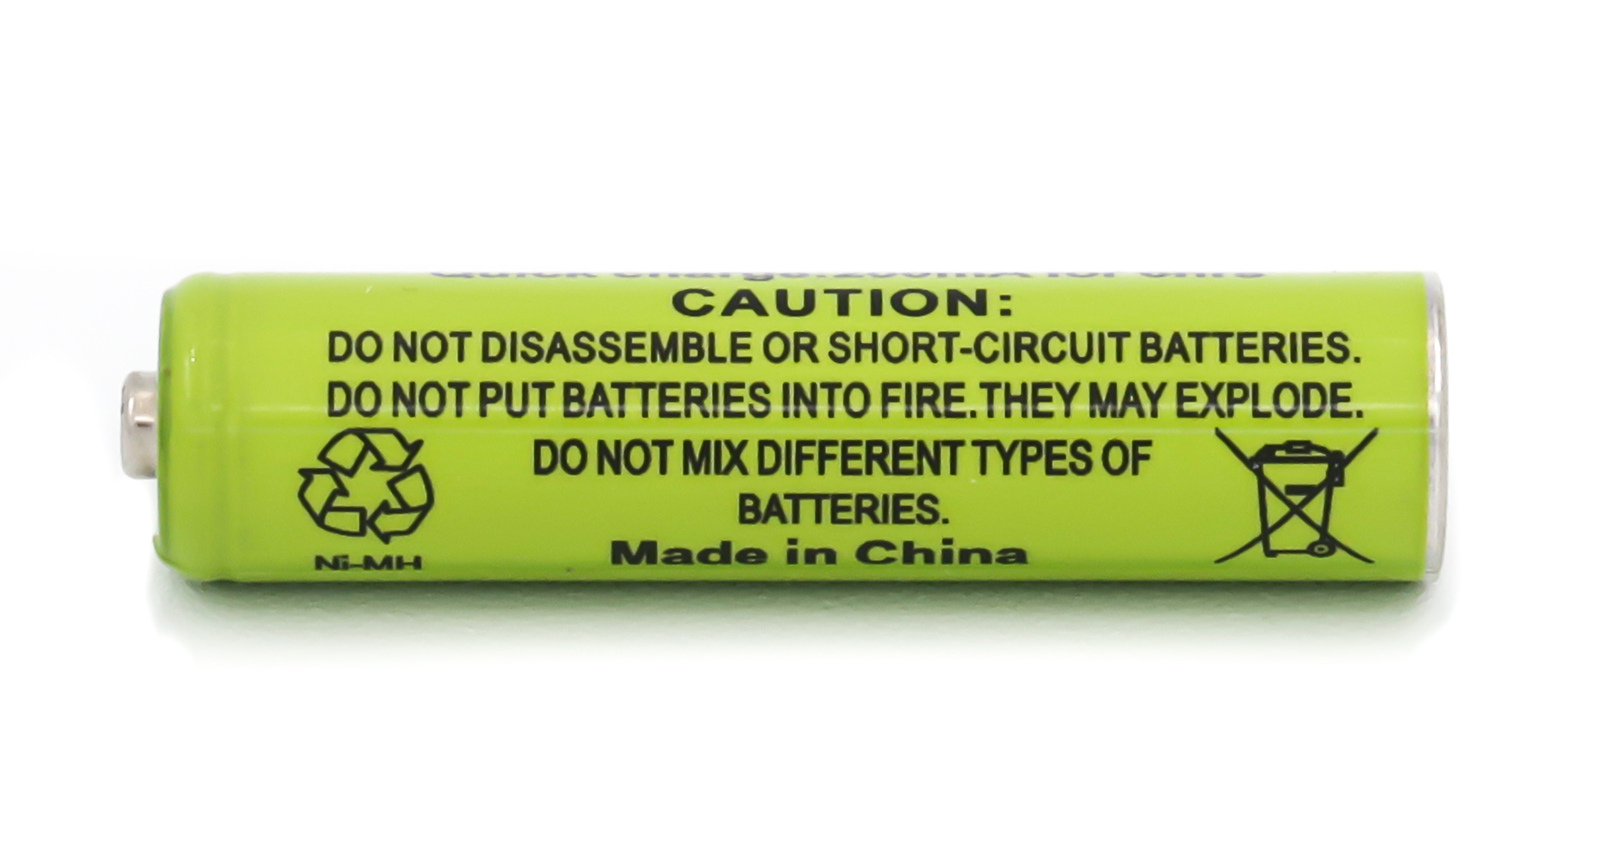 CAUTION:
DO NOT DISASSEMBLE OR SHORT-CIRCUIT BATTERIES.
DO NOT PUT BATTERIES INTO FIRE.THEY MAY EXPLODE.
DO NOT MIX DIFFERENT TYPES OF
BATTERIES.
Made in China
Ni-MH